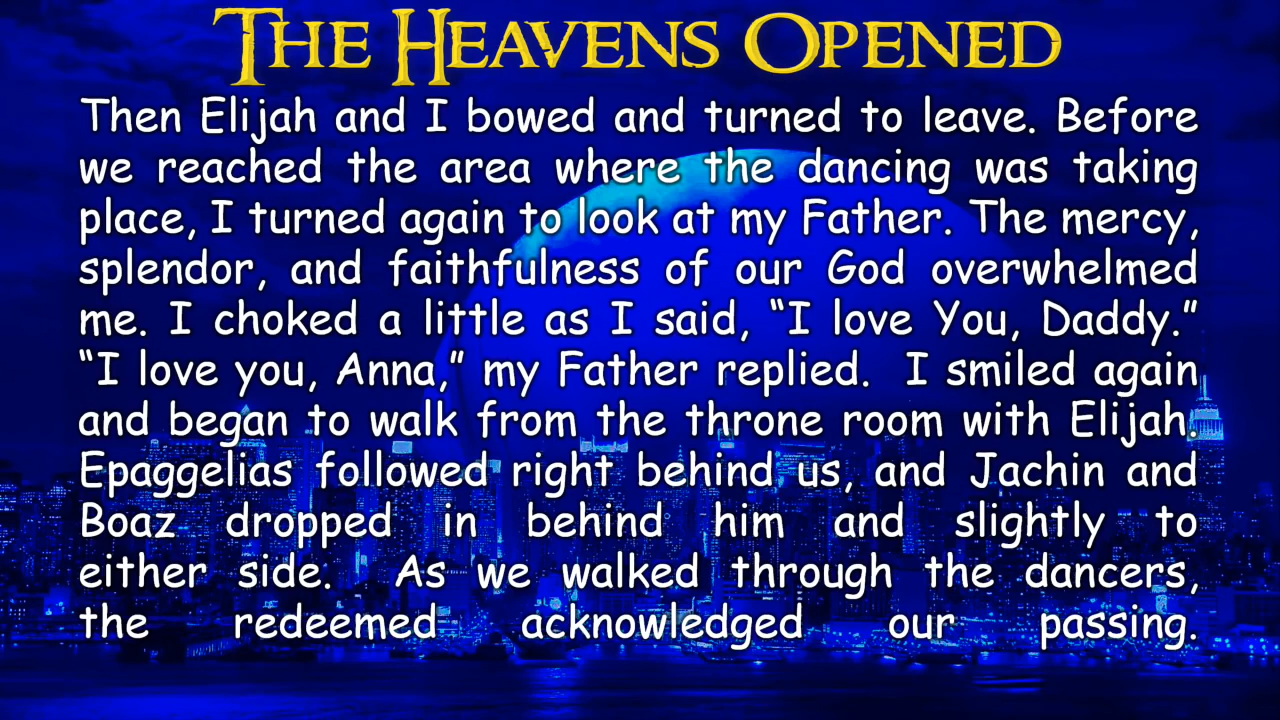 THE HEAVENS OPENED
Then Elijah and I bowed and turned to leave. Before
we reached the area where the dancing was taking
place, I turned again to look at my Father. The mercy,
splendor, and faithfulness of our God overwhelmed
me. I choked a little as I said, “I love You, Daddy.”
“I love you, Anna,” my Father replied.  I smiled again
and began to walk from the throne room with Elijah.
Epaggelias followed right behind us, and Jachin and
Boaz dropped in behind him and slightly to
either side.  As we walked through the dancers,
the redeemed acknowledged our passing.